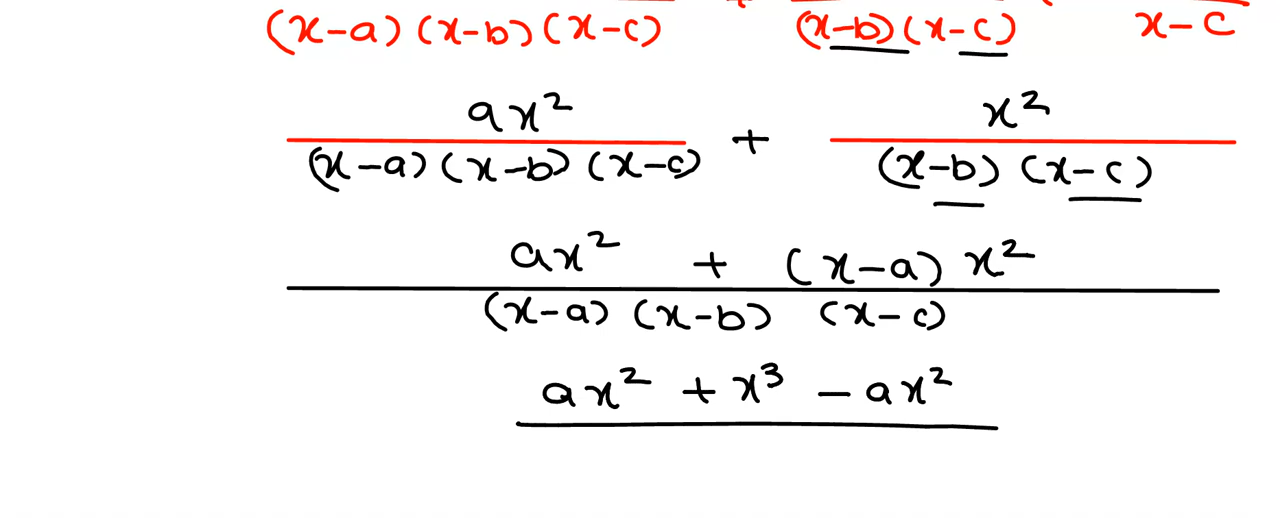 (x-a)(x-b)(x-c) (x-b)(x-c) x-c
ax² + x²
(x-a)(x-b)(x-c) (x-b)(x-c)
ax² + (x-a)x²
(x-a)(x-b)(x-c)
ax² + x³ - ax²